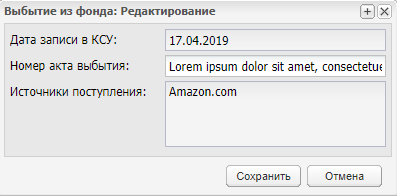 Выбытие из фонда: Редактирование
Дата записи в КСУ: 17.04.2019
Номер акта выбытия: Lorem ipsum dolor sit amet, consectetue
Источники поступления: Amazon.com
Сохранить Отмена